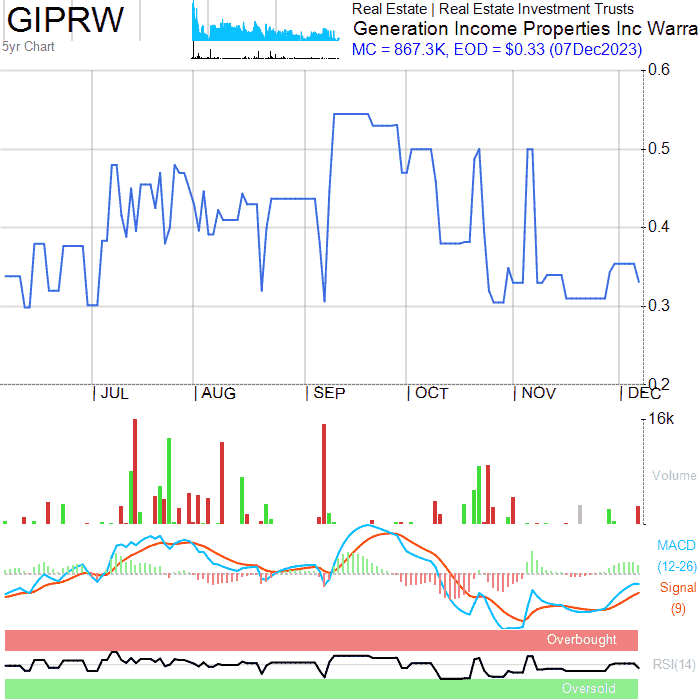 GIPRW
5yr Chart
Real Estate | Real Estate Investment Trusts
Generation Income Properties Inc Warra
MC = 867.3K, EOD = $0.33 (07Dec2023)
0.6
0.5
0.4
0.3
0.2
JUL AUG SEP OCT NOV DEC
16k
Volume
MACD
(12-26)
Signal
(9)
Overbought
RSI(14)
Oversold